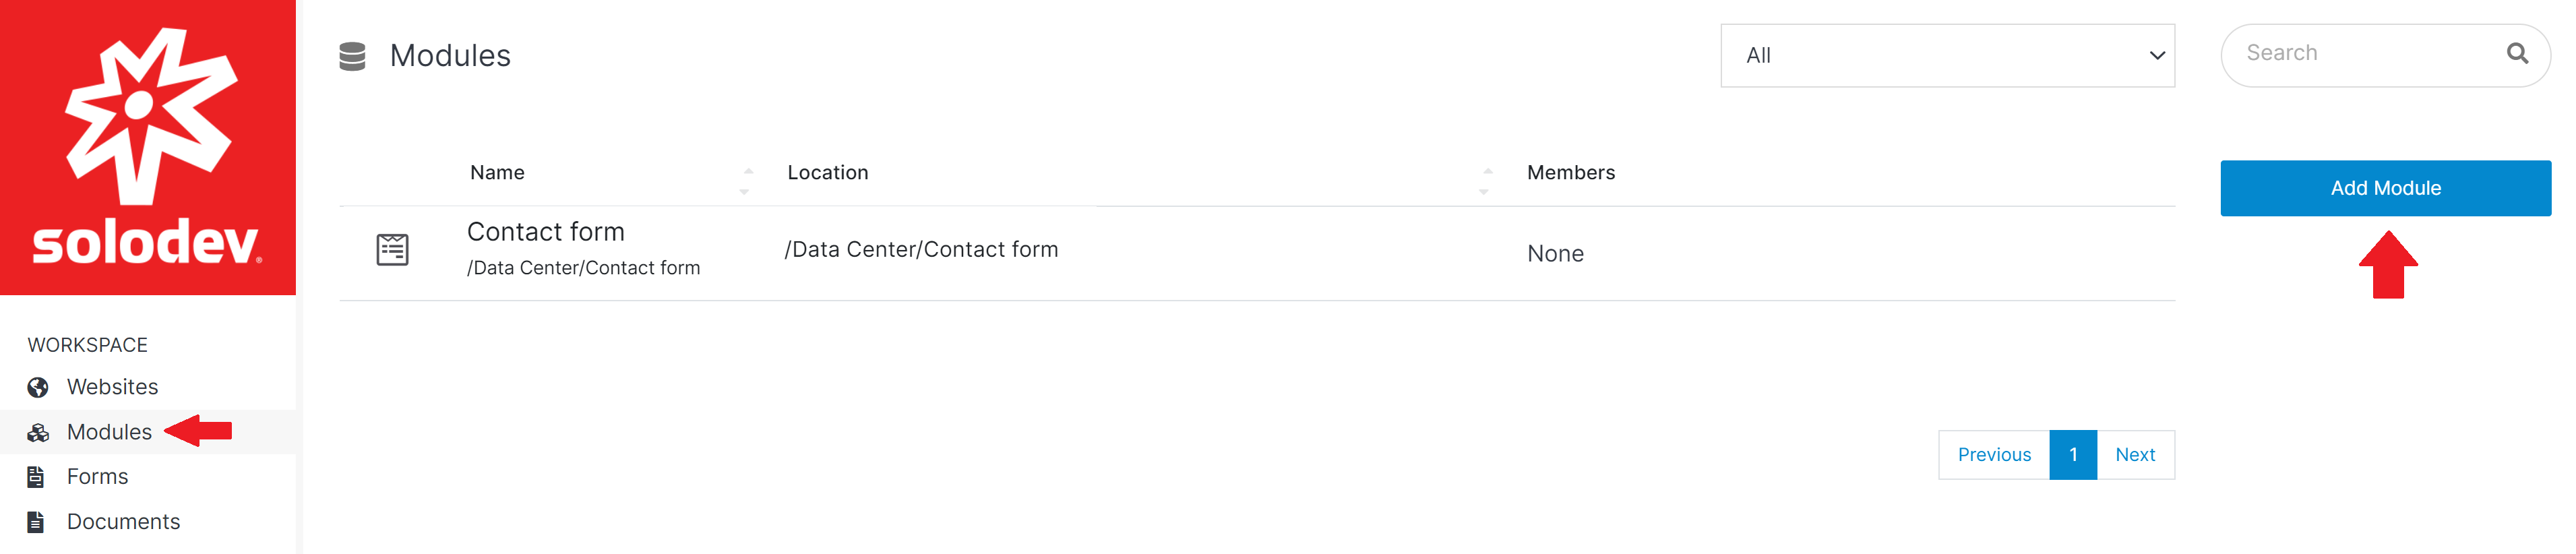 solodev
WORKSPACE
Websites
Modules
Forms
Documents
Modules
All
Search
Name
Location
Members
Add Module
Contact form
/Data Center/Contact form
/Data Center/Contact form
None
Previous
1
Next